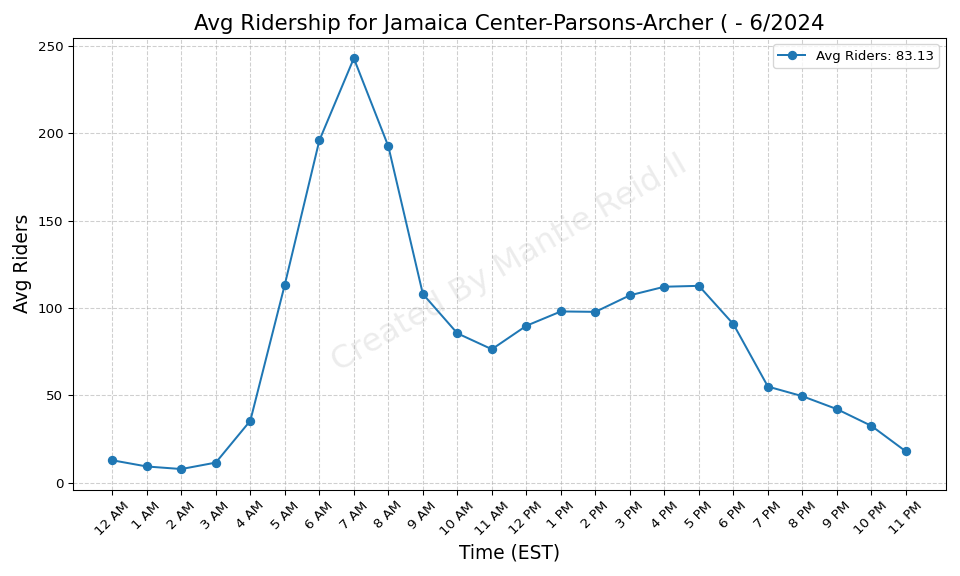 Avg Ridership for Jamaica Center-Parsons-Archer ( - 6/2024
Avg Riders: 83.13
250
200
150
100
50
0
Avg Riders
Created By Mantle Reid II
12 AM
1 AM
2 AM
3 AM
4 AM
5 AM
6 AM
7 AM
8 AM
9 AM
10 AM
11 AM
12 PM
1 PM
2 PM
3 PM
4 PM
5 PM
6 PM
7 PM
8 PM
9 PM
10 PM
11 PM
Time (EST)